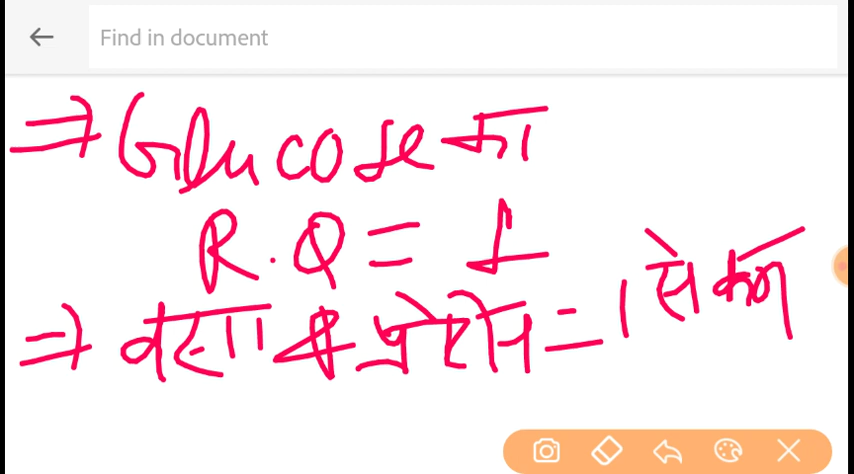 Find in document
⇒ Glucose का
R.Q = 1
⇒ वसा व प्रोटीन = 1 से कम